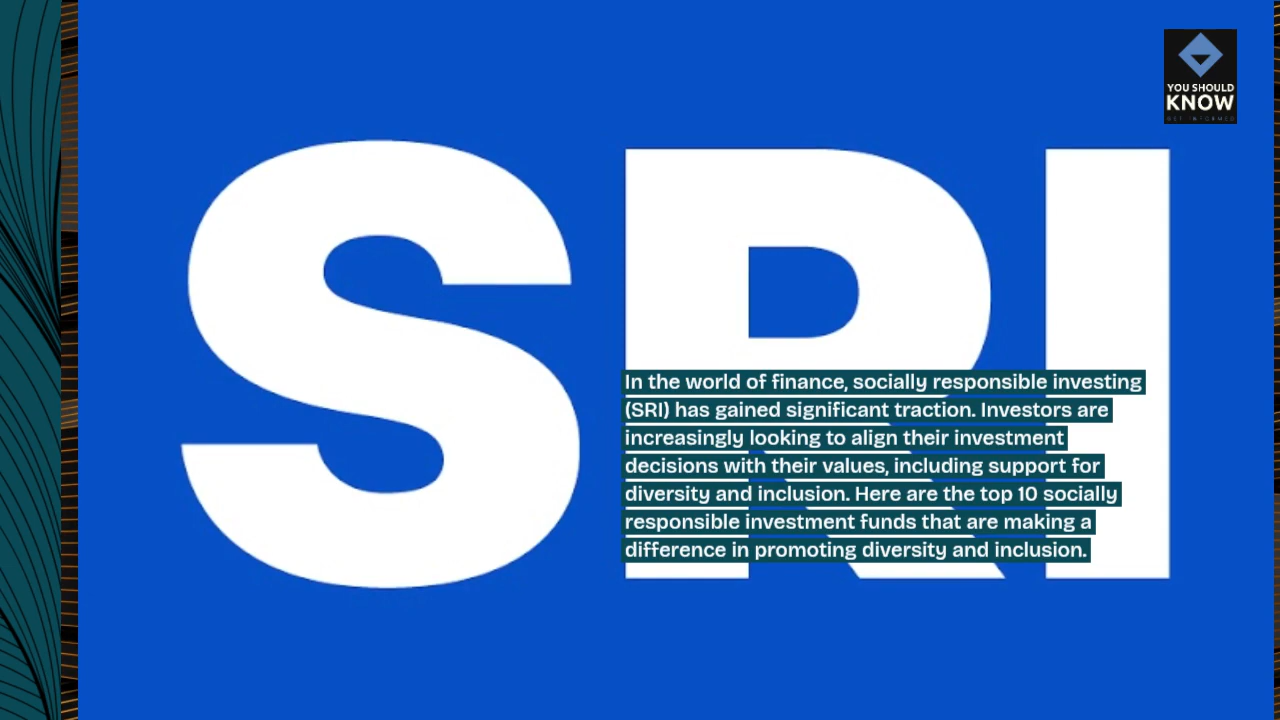 YOU SHOULD
KNOW
GET INFORMED
SRI
In the world of finance, socially responsible investing
(SRI) has gained significant traction. Investors are
increasingly looking to align their investment
decisions with their values, including support for
diversity and inclusion. Here are the top 10 socially
responsible investment funds that are making a
difference in promoting diversity and inclusion.